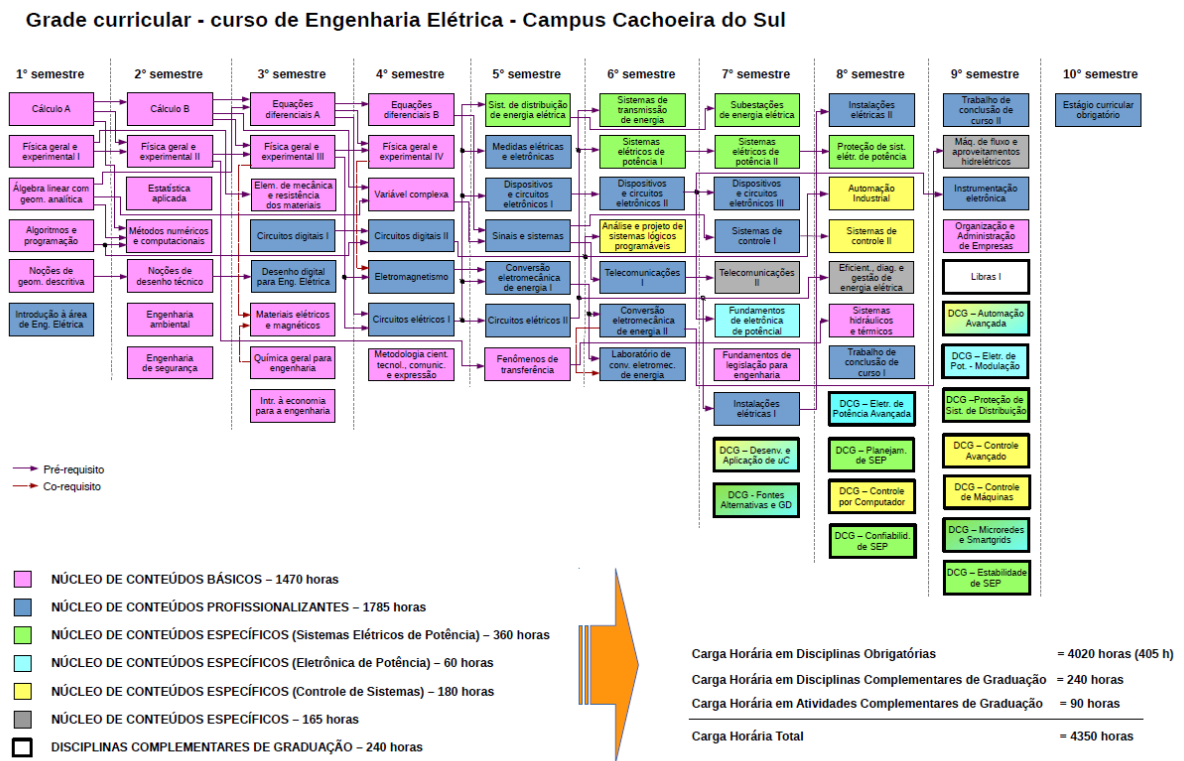 Grade curricular - curso de Engenharia Elétrica - Campus Cachoeira do Sul
1° semestre
2° semestre
3° semestre
4° semestre
5° semestre
6° semestre
7° semestre
8° semestre
9° semestre
10° semestre
Cálculo A
Física geral e
experimental I
Álgebra linear com
geom. analítica
Algoritmos e
programação
Noções de
geom. descritiva
Introdução à área
de Eng. Elétrica
Cálculo B
Física geral e
experimental II
Estatística
aplicada
Métodos numéricos
e computacionais
Noções de
desenho técnico
Engenharia
ambiental
Engenharia
de segurança
Equações
diferenciais A
Física geral e
experimental III
Elem. de mecânica
e resistência
dos materiais
Circuitos digitais I
Desenho digital
para Eng. Elétrica
Materiais elétricos
e magnéticos
Química geral para
engenharia
Intr. à economia
para a engenharia
Equações
diferenciais B
Física geral e
experimental IV
Variável complexa
Circuitos digitais II
Eletromagnetismo
Circuitos elétricos I
Metodologia cient.
tecnol., comunic.
e expressão
Sist. de distribuição
de energia elétrica
Medidas elétricas
e eletrônicas
Dispositivos
e circuitos
eletrônicos I
Sinais e sistemas
Conversão
eletromecânica
de energia I
Circuitos elétricos II
Fenômenos de
transferência
Sistemas de
transmissão
de energia
Sistemas
elétricos de
potência I
Dispositivos
e circuitos
eletrônicos II
Análise e projeto de
sistemas lógicos
programáveis
Telecomunicações
I
Conversão
eletromecânica
de energia II
Laboratório de
conv. eletromec.
de energia
Subestações
de energia elétrica
Sistemas
elétricos de
potência II
Dispositivos
e circuitos
eletrônicos III
Sistemas de
controle I
Telecomunicações
II
Fundamentos
de eletrônica
de potencial
Fundamentos de
legislação para
engenharia
Instalações
elétricas I
DCG – Desenv. e
Aplicação de uC
DCG - Fontes
Alternativas e GD
Instalações
elétricas II
Proteção de sist.
elétr. de potência
Automação
Industrial
Sistemas de
controle II
Eficient., diag. e
gestão de
energia elétrica
Sistemas
hidráulicos
e térmicos
Trabalho de
conclusão de
curso I
DCG – Eletr. de
Potência Avançada
DCG – Planejam.
de SEP
DCG – Controle
por Computador
DCG – Confiabilid.
de SEP
Trabalho de
conclusão de
curso II
Máq. de fluxo e
aproveitamentos
hidrelétricos
Instrumentação
eletrônica
Organização e
Administração
de Empresas
Libras I
DCG – Automação
Avançada
DCG – Eletr. de
Pot. - Modulação
DCG –Proteção de
Sist. de Distribuição
DCG – Controle
Avançado
DCG – Controle
de Máquinas
DCG – Microredes
e Smartgrids
DCG – Estabilidade
de SEP
Estágio curricular
obrigatório
Pré-requisito
Co-requisito
NÚCLEO DE CONTEÚDOS BÁSICOS – 1470 horas
NÚCLEO DE CONTEÚDOS PROFISSIONALIZANTES – 1785 horas
NÚCLEO DE CONTEÚDOS ESPECÍFICOS (Sistemas Elétricos de Potência) – 360 horas
NÚCLEO DE CONTEÚDOS ESPECÍFICOS (Eletrônica de Potência) – 60 horas
NÚCLEO DE CONTEÚDOS ESPECÍFICOS (Controle de Sistemas) – 180 horas
NÚCLEO DE CONTEÚDOS ESPECÍFICOS – 165 horas
DISCIPLINAS COMPLEMENTARES DE GRADUAÇÃO – 240 horas
Carga Horária em Disciplinas Obrigatórias = 4020 horas (405 h)
Carga Horária em Disciplinas Complementares de Graduação = 240 horas
Carga Horária em Atividades Complementares de Graduação = 90 horas
Carga Horária Total = 4350 horas